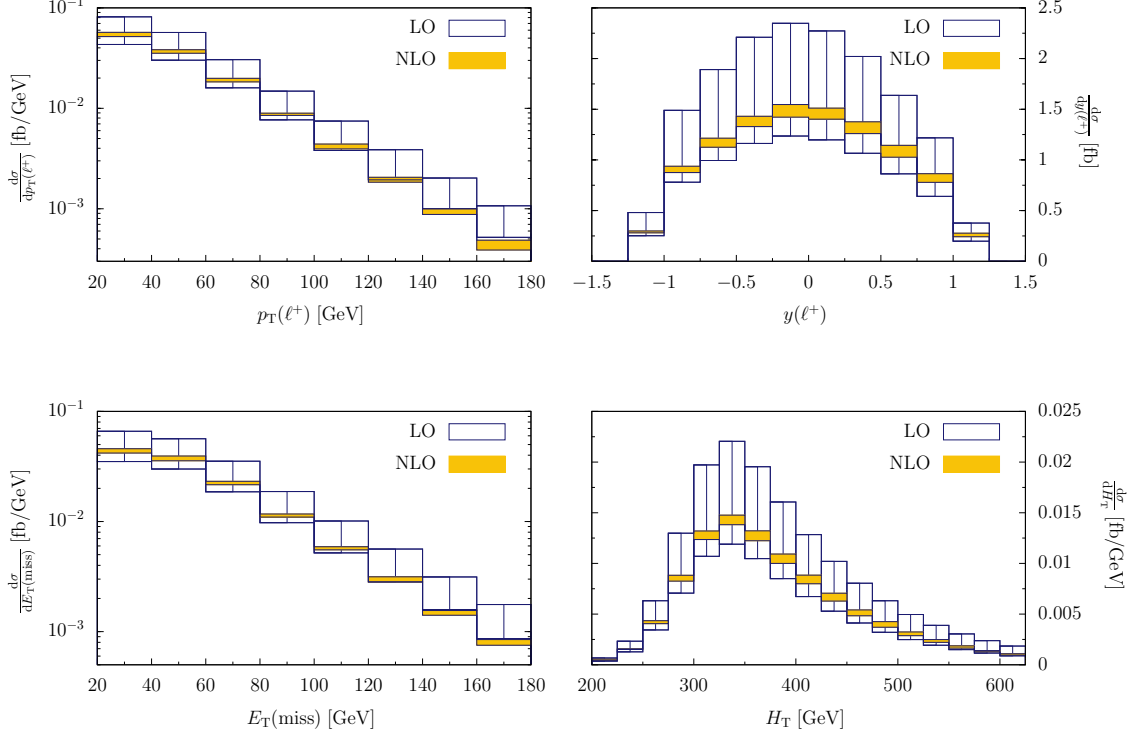 10^{-1}
10^{-2}
10^{-3}
\frac{dσ}{dp_T(ℓ^+)} [fb/GeV]
LO
NLO
20 40 60 80 100 120 140 160 180
p_T(ℓ^+) [GeV]
2.5
2
1.5
1
0.5
0
\frac{dσ}{dy(ℓ^+)} [fb]
LO
NLO
−1.5 −1 −0.5 0 0.5 1 1.5
y(ℓ^+)
10^{-1}
10^{-2}
10^{-3}
\frac{dσ}{dE_T(miss)} [fb/GeV]
LO
NLO
20 40 60 80 100 120 140 160 180
E_T(miss) [GeV]
0.025
0.02
0.015
0.01
0.005
0
\frac{dσ}{dH_T} [fb/GeV]
LO
NLO
200 300 400 500 600
H_T [GeV]